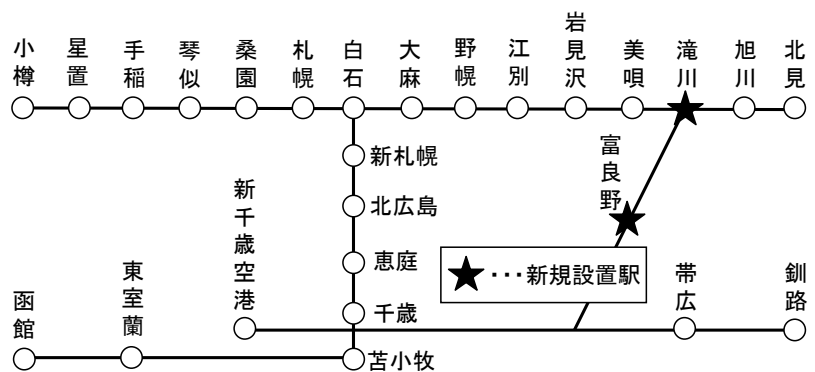 小樽
星置
手稲
琴似
桑園
札幌
白石
大麻
野幌
江別
岩見沢
美唄
滝川
旭川
北見
新札幌
北広島
恵庭
千歳
苫小牧
富良野
新千歳空港
★・・・新規設置駅
帯広
釧路
函館
東室蘭